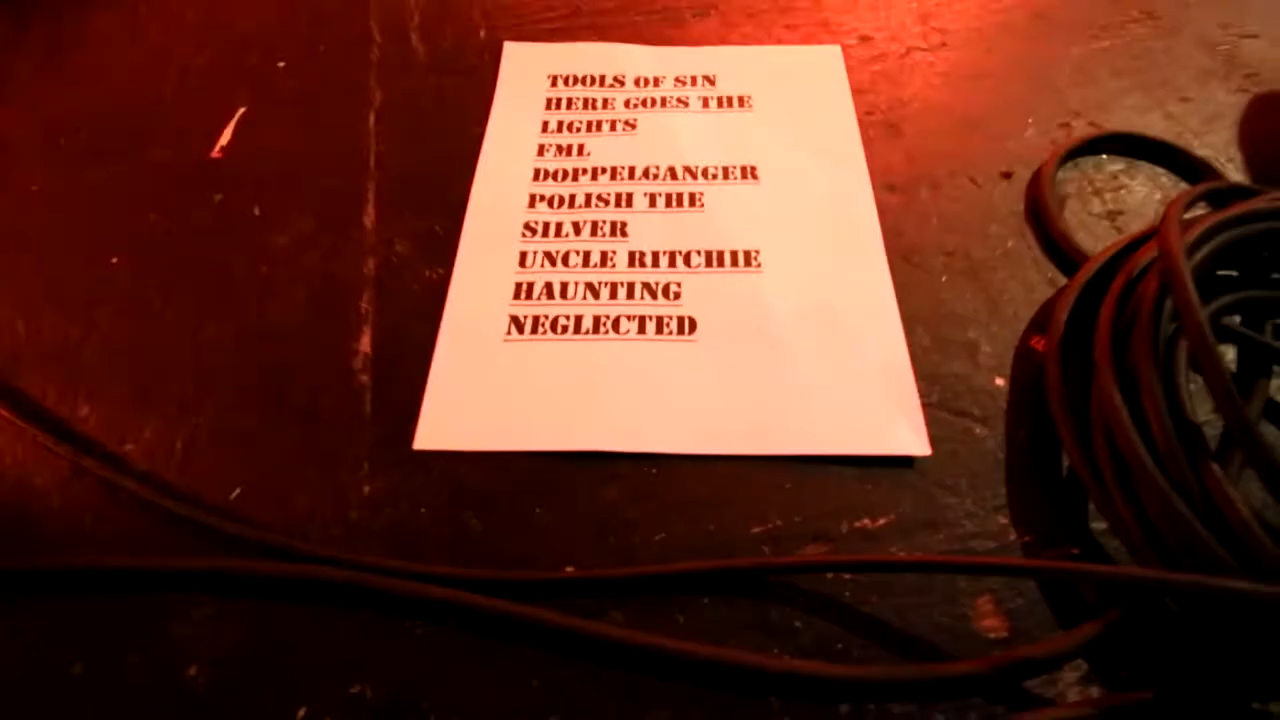 TOOLS OF SIN
HERE GOES THE
LIGHTS
FML
DOPPELGANGER
POLISH THE
SILVER
UNCLE RITCHIE
HAUNTING
NEGLECTED